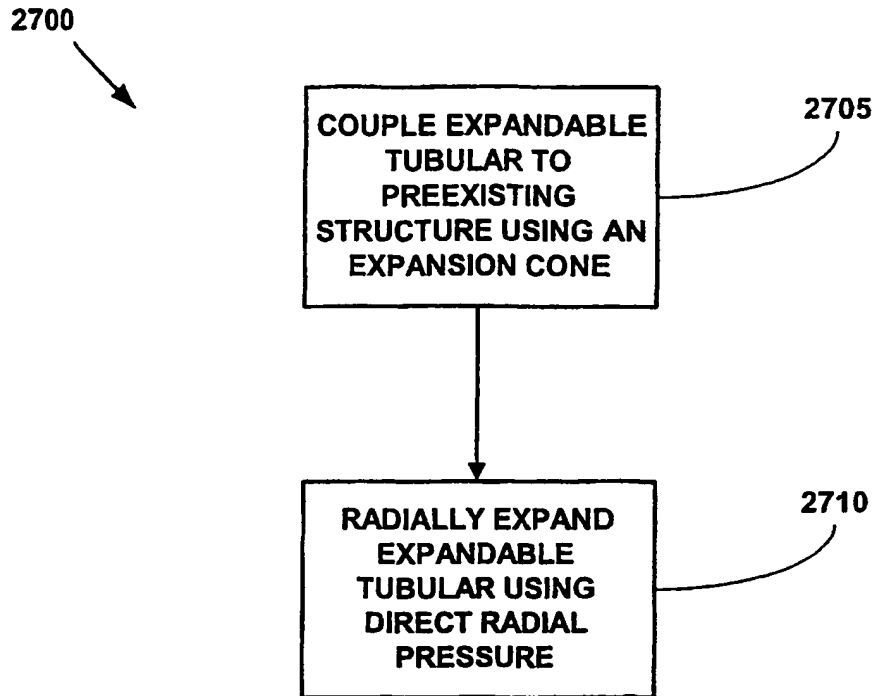 2700
COUPLE EXPANDABLE
TUBULAR TO
PREEXISTING
STRUCTURE USING AN
EXPANSION CONE
2705
RADIALLY EXPAND
EXPANDABLE
TUBULAR USING
DIRECT RADIAL
PRESSURE
2710